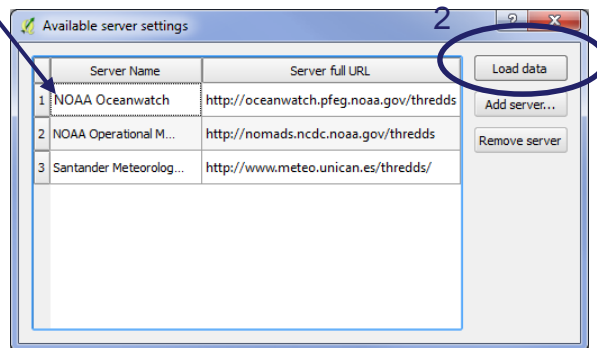 2
Available server settings
?
Server Name Server full URL
1 NOAA Oceanwatch http://oceanwatch.pfeg.noaa.gov/thredds
2 NOAA Operational M... http://nomads.ncdc.noaa.gov/thredds
3 Santander Meteorolog... http://www.meteo.unican.es/thredds/
Load data
Add server...
Remove server